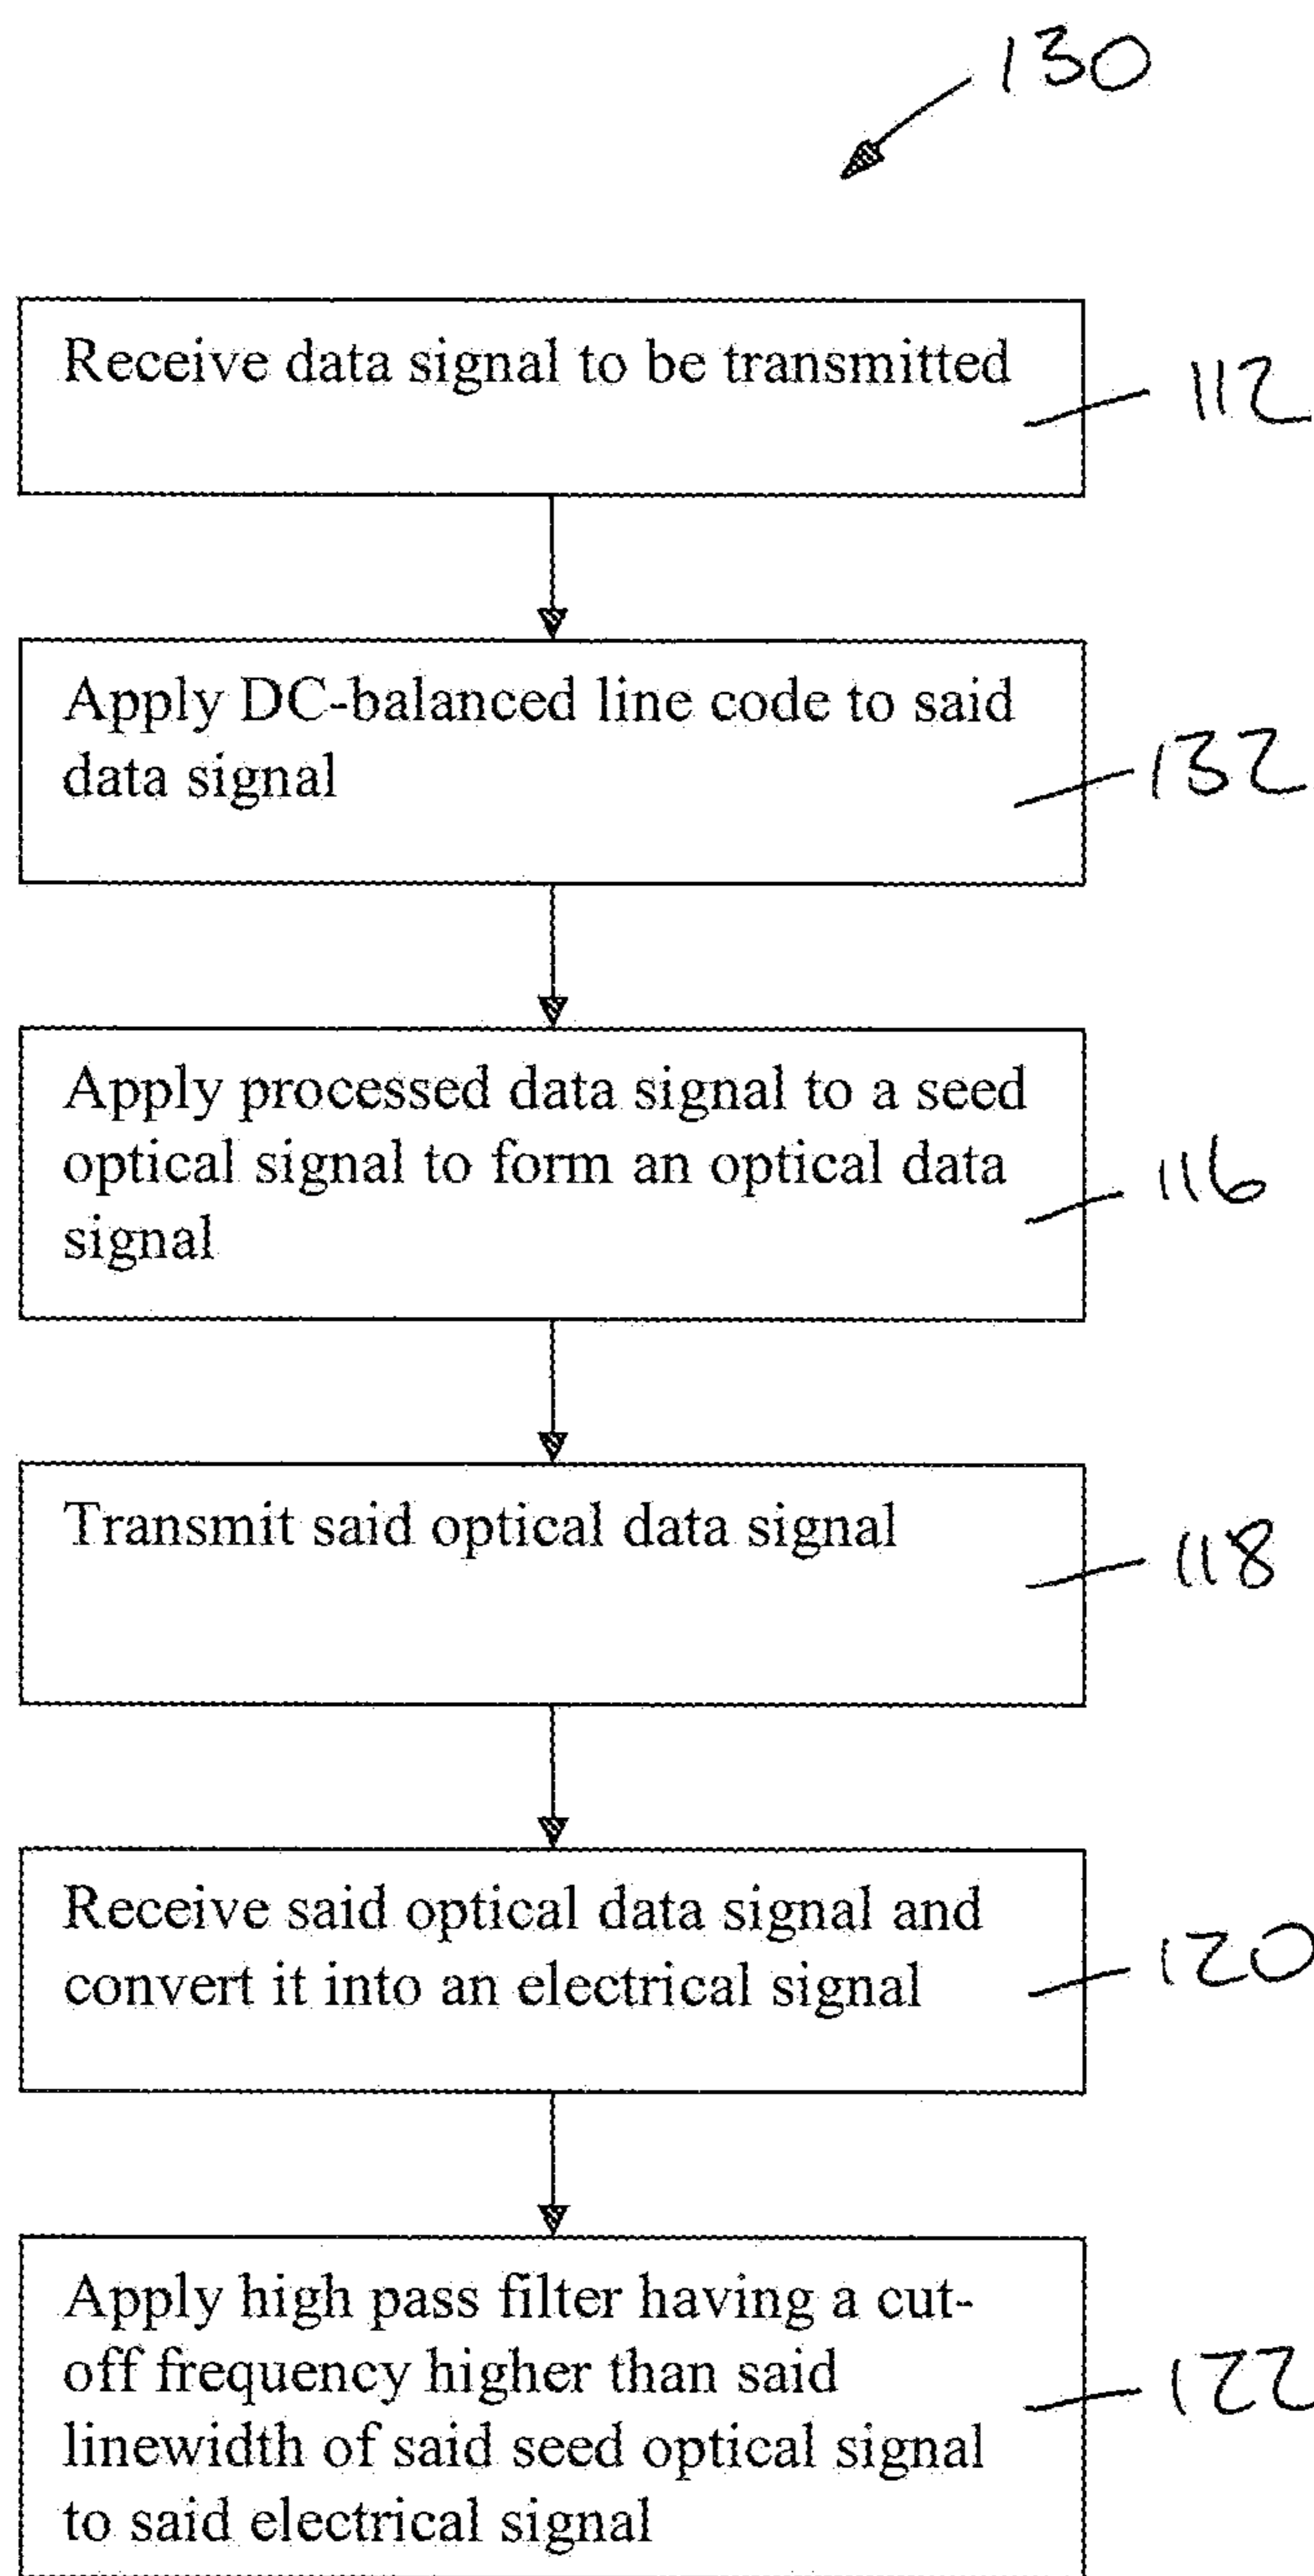 130
Receive data signal to be transmitted
112
Apply DC-balanced line code to said
data signal
132
Apply processed data signal to a seed
optical signal to form an optical data
signal
116
Transmit said optical data signal
118
Receive said optical data signal and
convert it into an electrical signal
120
Apply high pass filter having a cut-
off frequency higher than said
linewidth of said seed optical signal
to said electrical signal
122